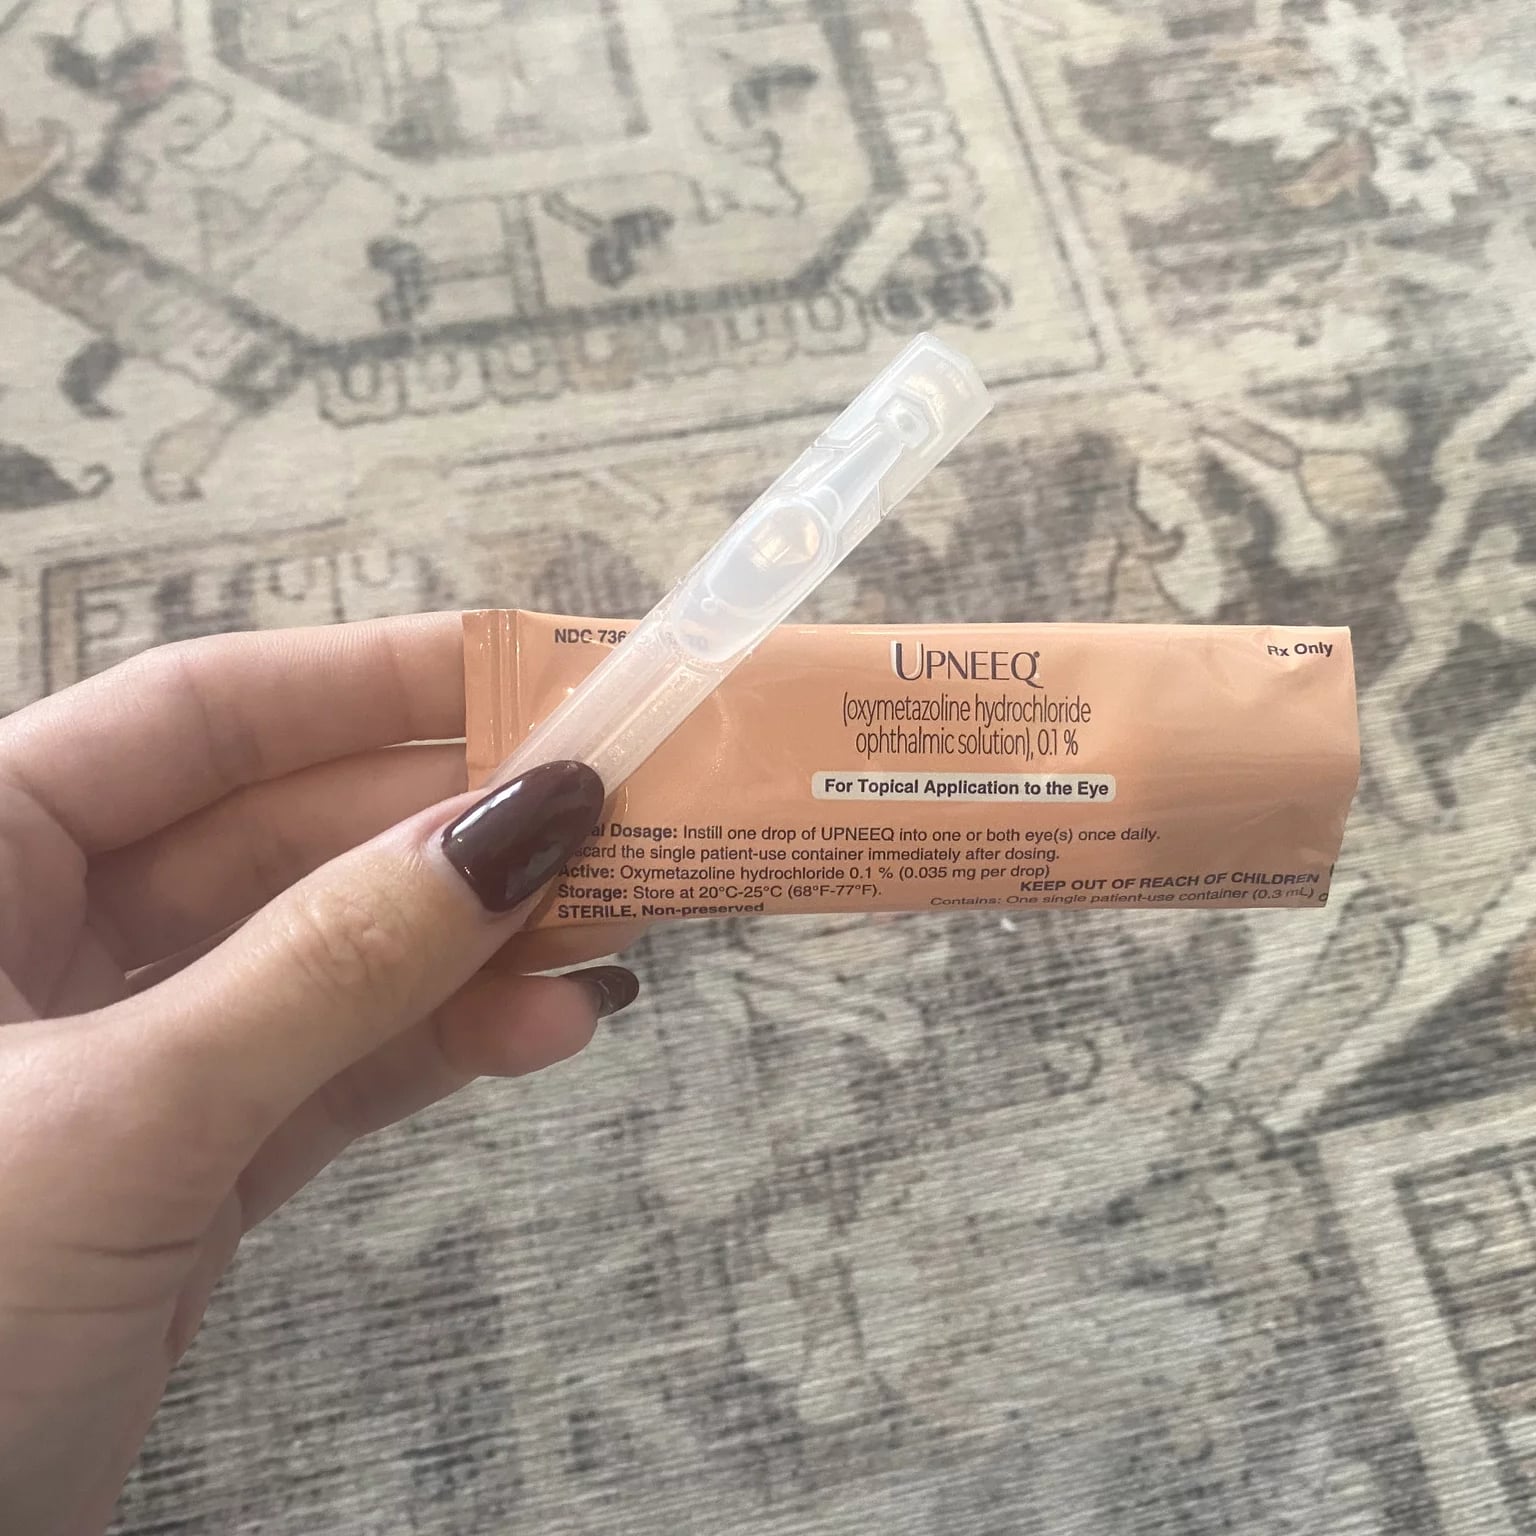 NDC 736
UPNEEQ®
Rx Only
(oxymetazoline hydrochloride
ophthalmic solution), 0.1 %
For Topical Application to the Eye
al Dosage: Instill one drop of UPNEEQ into one or both eye(s) once daily.
scard the single patient-use container immediately after dosing.
Active: Oxymetazoline hydrochloride 0.1 % (0.035 mg per drop)
Storage: Store at 20°C-25°C (68°F-77°F).
KEEP OUT OF REACH OF CHILDREN
STERILE, Non-preserved
Contains: One single patient-use container (0.3 mL)